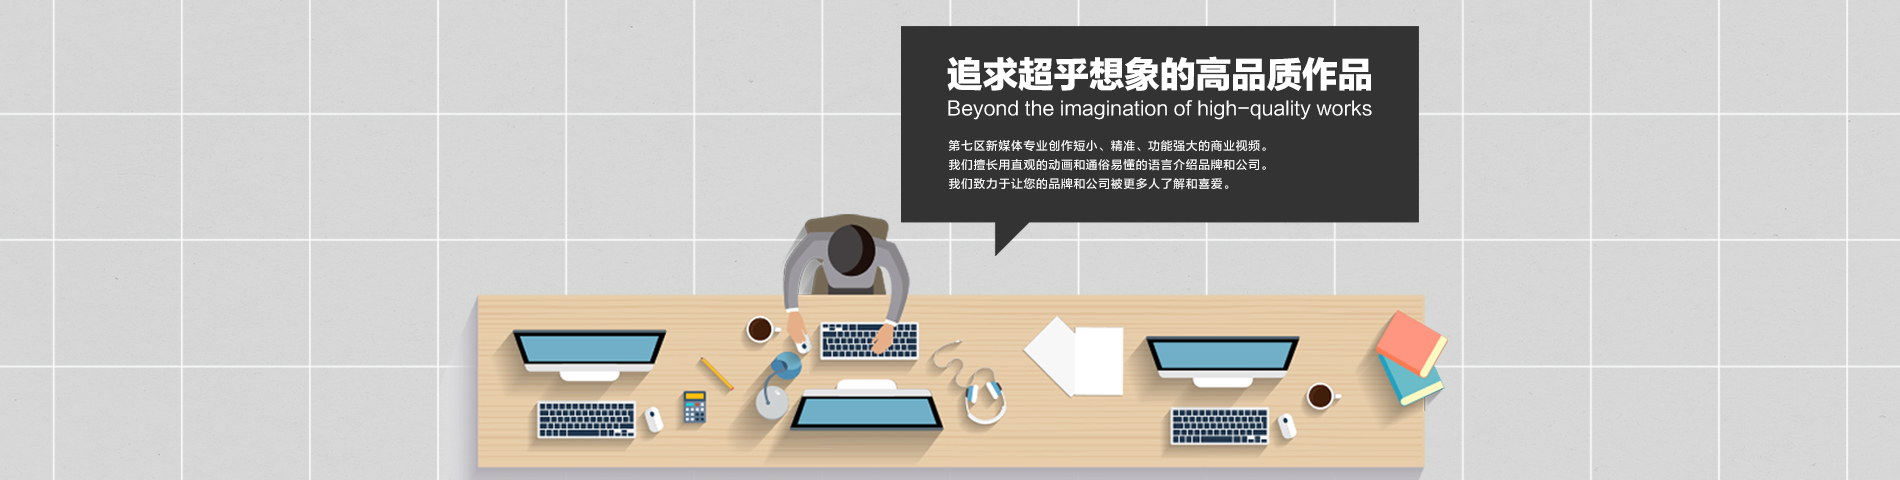 追求超乎想象的高品质作品
Beyond the imagination of high-quality works
第七区新媒体专业创作短小、精准、功能强大的商业视频。
我们擅长用直观的动画和通俗易懂的语言介绍品牌和公司。
我们致力于让您的品牌和公司被更多人了解和喜爱。